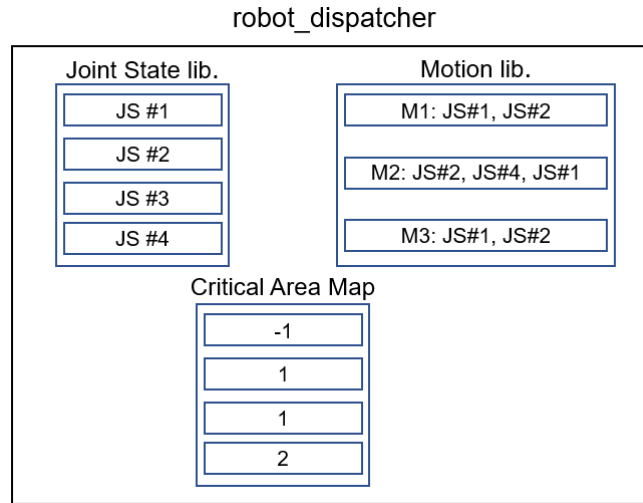 robot_dispatcher
Joint State lib.
JS #1
JS #2
JS #3
JS #4
Motion lib.
M1: JS#1, JS#2
M2: JS#2, JS#4, JS#1
M3: JS#1, JS#2
Critical Area Map
-1
1
1
2